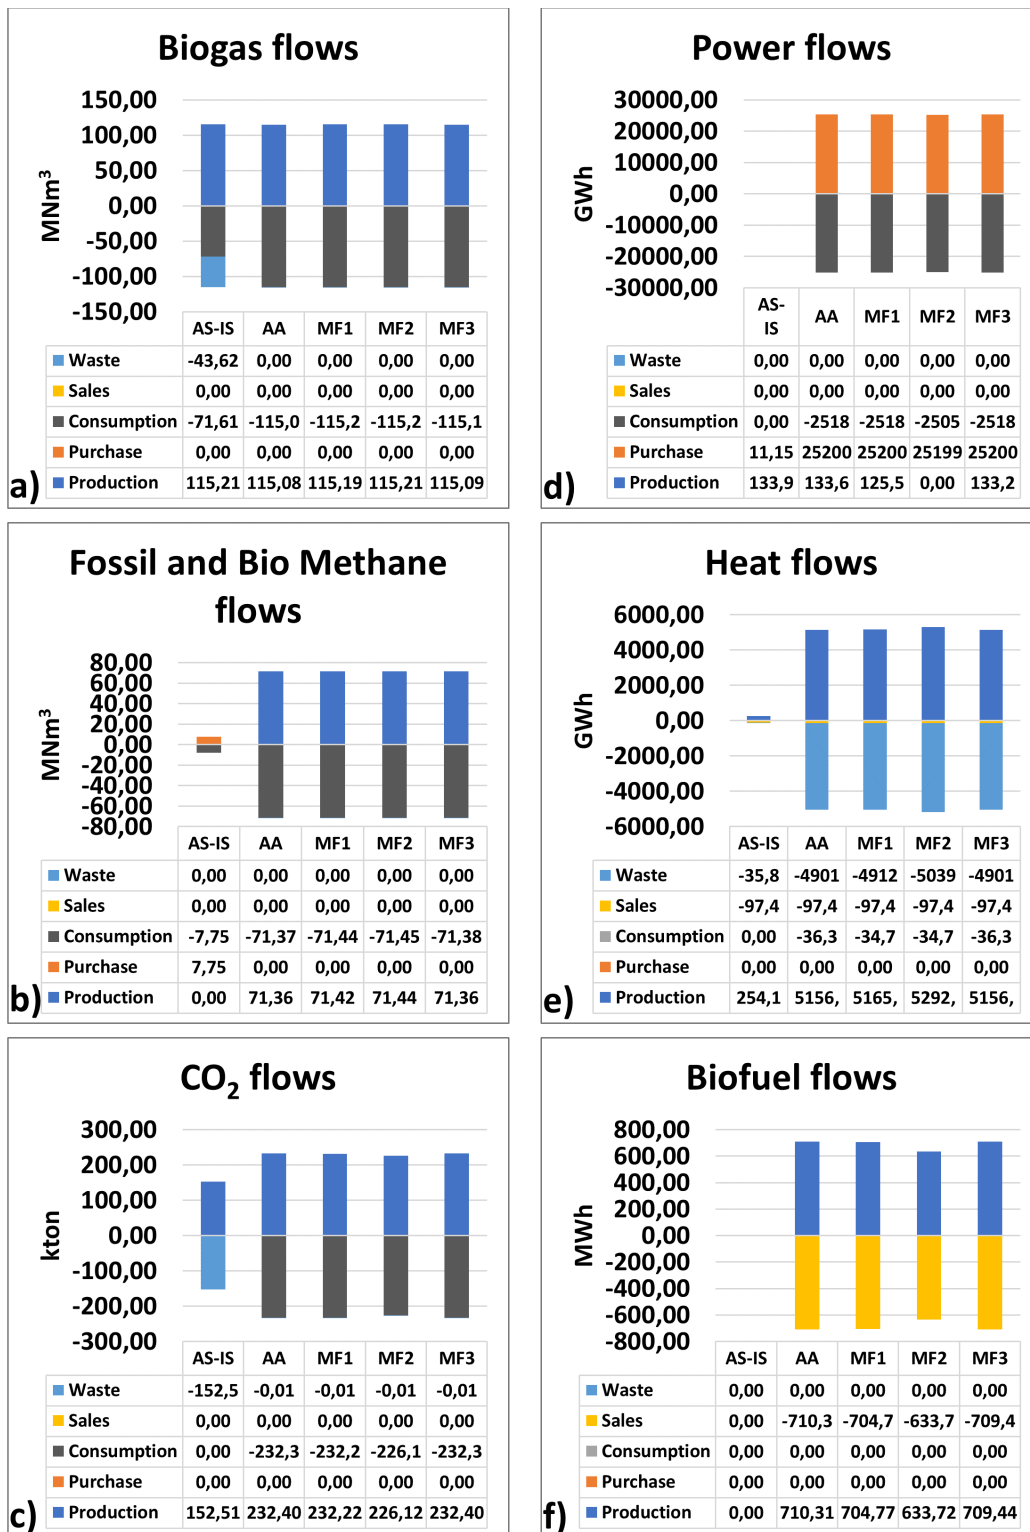 Biogas flows
MNm³
150,00
100,00
50,00
0,00
-50,00
-100,00
-150,00
AS-IS AA MF1 MF2 MF3
Waste -43,62 0,00 0,00 0,00 0,00
Sales 0,00 0,00 0,00 0,00 0,00
Consumption -71,61 -115,0 -115,2 -115,2 -115,1
Purchase 0,00 0,00 0,00 0,00 0,00
Production 115,21 115,08 115,19 115,21 115,09
a)
Power flows
GWh
30000,00
20000,00
10000,00
0,00
-10000,00
-20000,00
-30000,00
AS-
IS AA MF1 MF2 MF3
Waste 0,00 0,00 0,00 0,00 0,00
Sales 0,00 0,00 0,00 0,00 0,00
Consumption 0,00 -2518 -2518 -2505 -2518
Purchase 11,15 25200 25200 25199 25200
Production 133,9 133,6 125,5 0,00 133,2
d)
Fossil and Bio Methane
flows
MNm³
80,00
60,00
40,00
20,00
0,00
-20,00
-40,00
-60,00
-80,00
AS-IS AA MF1 MF2 MF3
Waste 0,00 0,00 0,00 0,00 0,00
Sales 0,00 0,00 0,00 0,00 0,00
Consumption -7,75 -71,37 -71,44 -71,45 -71,38
Purchase 7,75 0,00 0,00 0,00 0,00
Production 0,00 71,36 71,42 71,44 71,36
b)
Heat flows
GWh
6000,00
4000,00
2000,00
0,00
-2000,00
-4000,00
-6000,00
AS-IS AA MF1 MF2 MF3
Waste -35,8 -4901 -4912 -5039 -4901
Sales -97,4 -97,4 -97,4 -97,4 -97,4
Consumption 0,00 -36,3 -34,7 -34,7 -36,3
Purchase 0,00 0,00 0,00 0,00 0,00
Production 254,1 5156, 5165, 5292, 5156,
e)
CO₂ flows
kton
300,00
200,00
100,00
0,00
-100,00
-200,00
-300,00
AS-IS AA MF1 MF2 MF3
Waste -152,5 -0,01 -0,01 -0,01 -0,01
Sales 0,00 0,00 0,00 0,00 0,00
Consumption 0,00 -232,3 -232,2 -226,1 -232,3
Purchase 0,00 0,00 0,00 0,00 0,00
Production 152,51 232,40 232,22 226,12 232,40
c)
Biofuel flows
MWh
800,00
600,00
400,00
200,00
0,00
-200,00
-400,00
-600,00
-800,00
AS-IS AA MF1 MF2 MF3
Waste 0,00 0,00 0,00 0,00 0,00
Sales 0,00 -710,3 -704,7 -633,7 -709,4
Consumption 0,00 0,00 0,00 0,00 0,00
Purchase 0,00 0,00 0,00 0,00 0,00
Production 0,00 710,31 704,77 633,72 709,44
f)